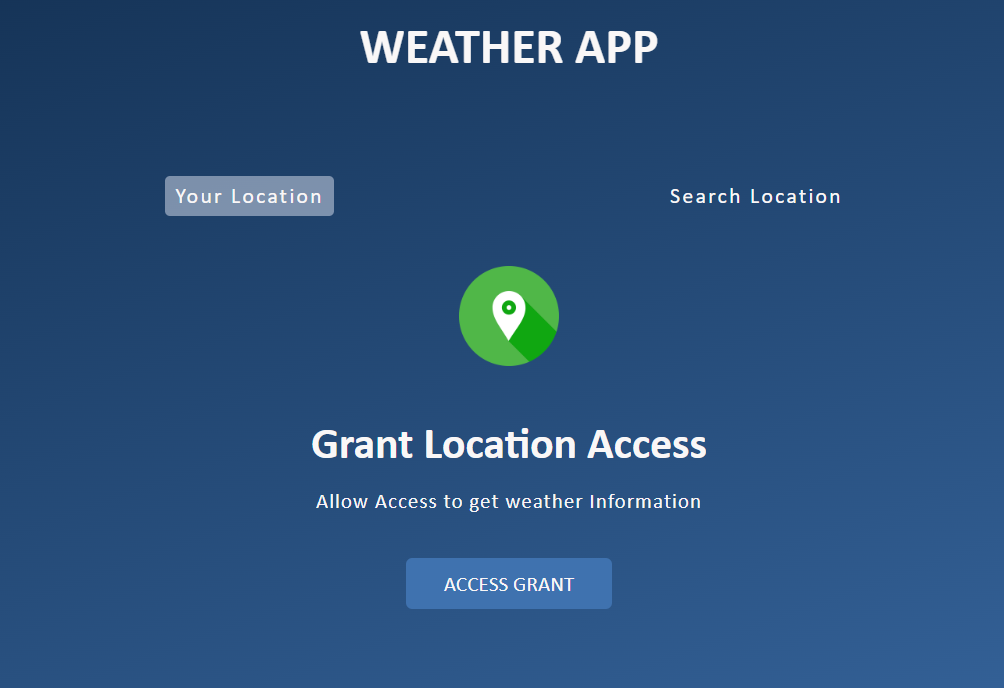 WEATHER APP
Your Location
Search Location
Grant Location Access
Allow Access to get weather Information
ACCESS GRANT